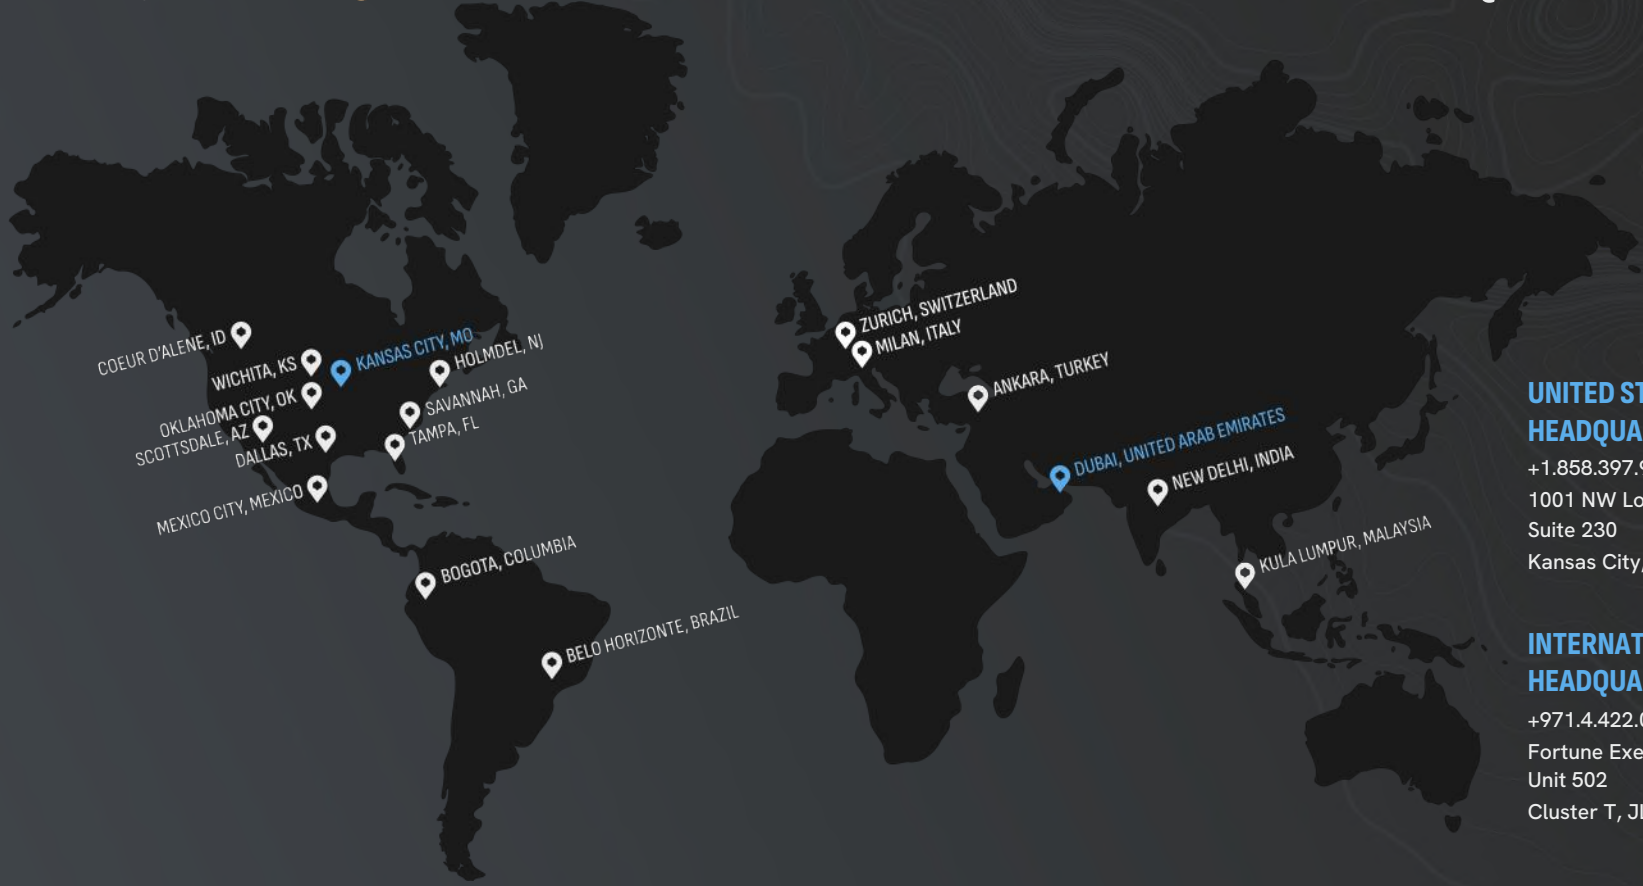 COEUR D'ALENE, ID
WICHITA, KS
KANSAS CITY, MO
HOLMDEL, NJ
OKLAHOMA CITY, OK
SAVANNAH, GA
SCOTTSDALE, AZ
DALLAS, TX
TAMPA, FL
MEXICO CITY, MEXICO
BOGOTA, COLUMBIA
BELO HORIZONTE, BRAZIL
ZURICH, SWITZERLAND
MILAN, ITALY
ANKARA, TURKEY
DUBAI, UNITED ARAB EMIRATES
NEW DELHI, INDIA
KULA LUMPUR, MALAYSIA
UNITED ST
HEADQUA
+1.858.397.9
1001 NW Lo
Suite 230
Kansas City,
INTERNAT
HEADQUA
+971.4.422.0
Fortune Exe
Unit 502
Cluster T, JL